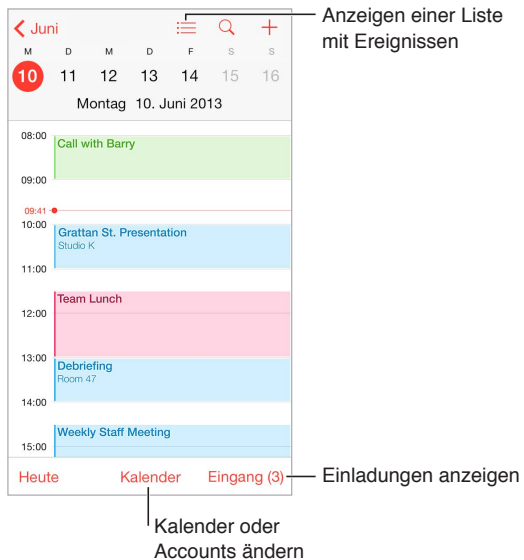 Juni
M D M D F S S
10 11 12 13 14 15 16
Montag 10. Juni 2013
08:00
Call with Barry
09:00
09:41
10:00
Grattan St. Presentation
Studio K
11:00
Team Lunch
12:00
13:00
Debriefing
Room 47
14:00
Weekly Staff Meeting
15:00
Heute Kalender Eingang (3)
Anzeigen einer Liste
mit Ereignissen
Einladungen anzeigen
Kalender oder
Accounts ändern